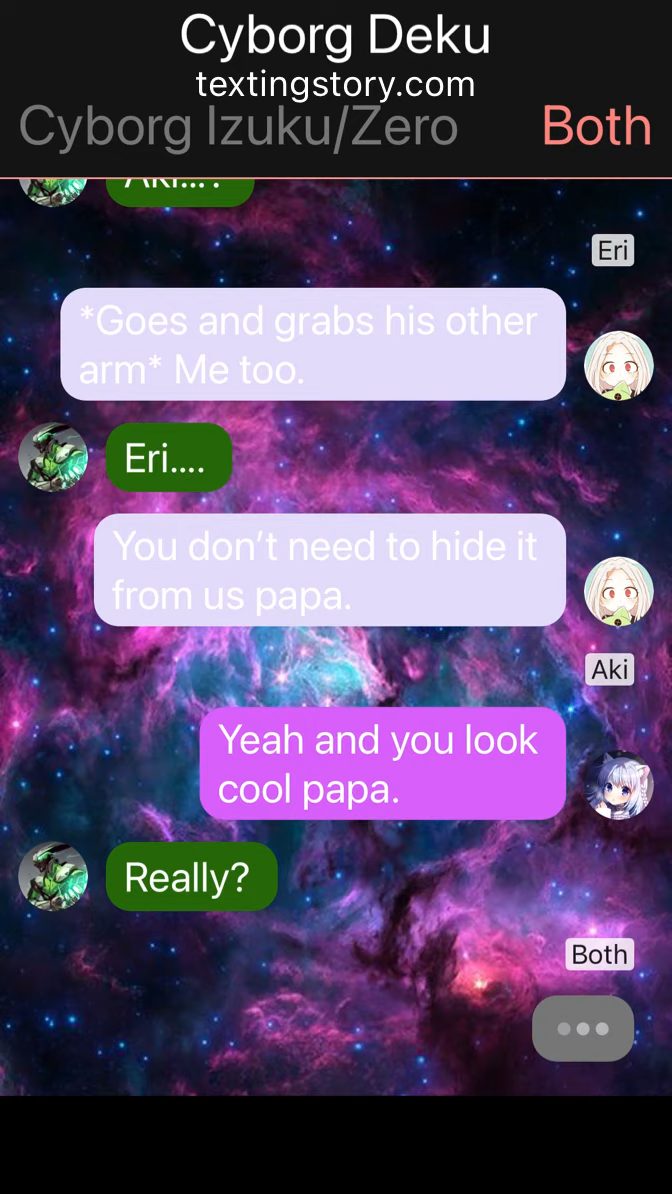 Cyborg Deku
textingstory.com
Cyborg Izuku/Zero
Both
Aki...?
Eri
*Goes and grabs his other
arm* Me too.
Eri....
You don’t need to hide it
from us papa.
Aki
Yeah and you look
cool papa.
Really?
Both